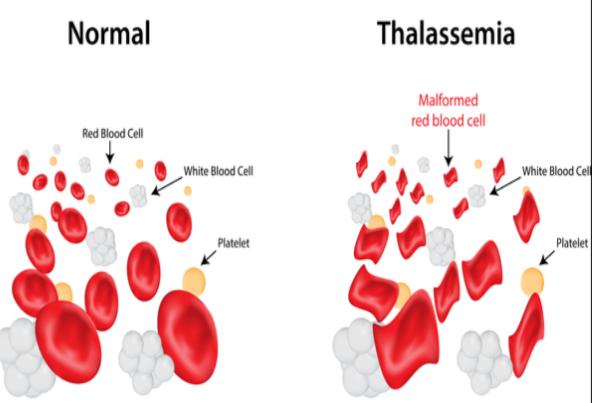 Normal
Thalassemia
Malformed
red blood cell
Red Blood Cell
White Blood Cell
White Blood Cell
Platelet
Platelet